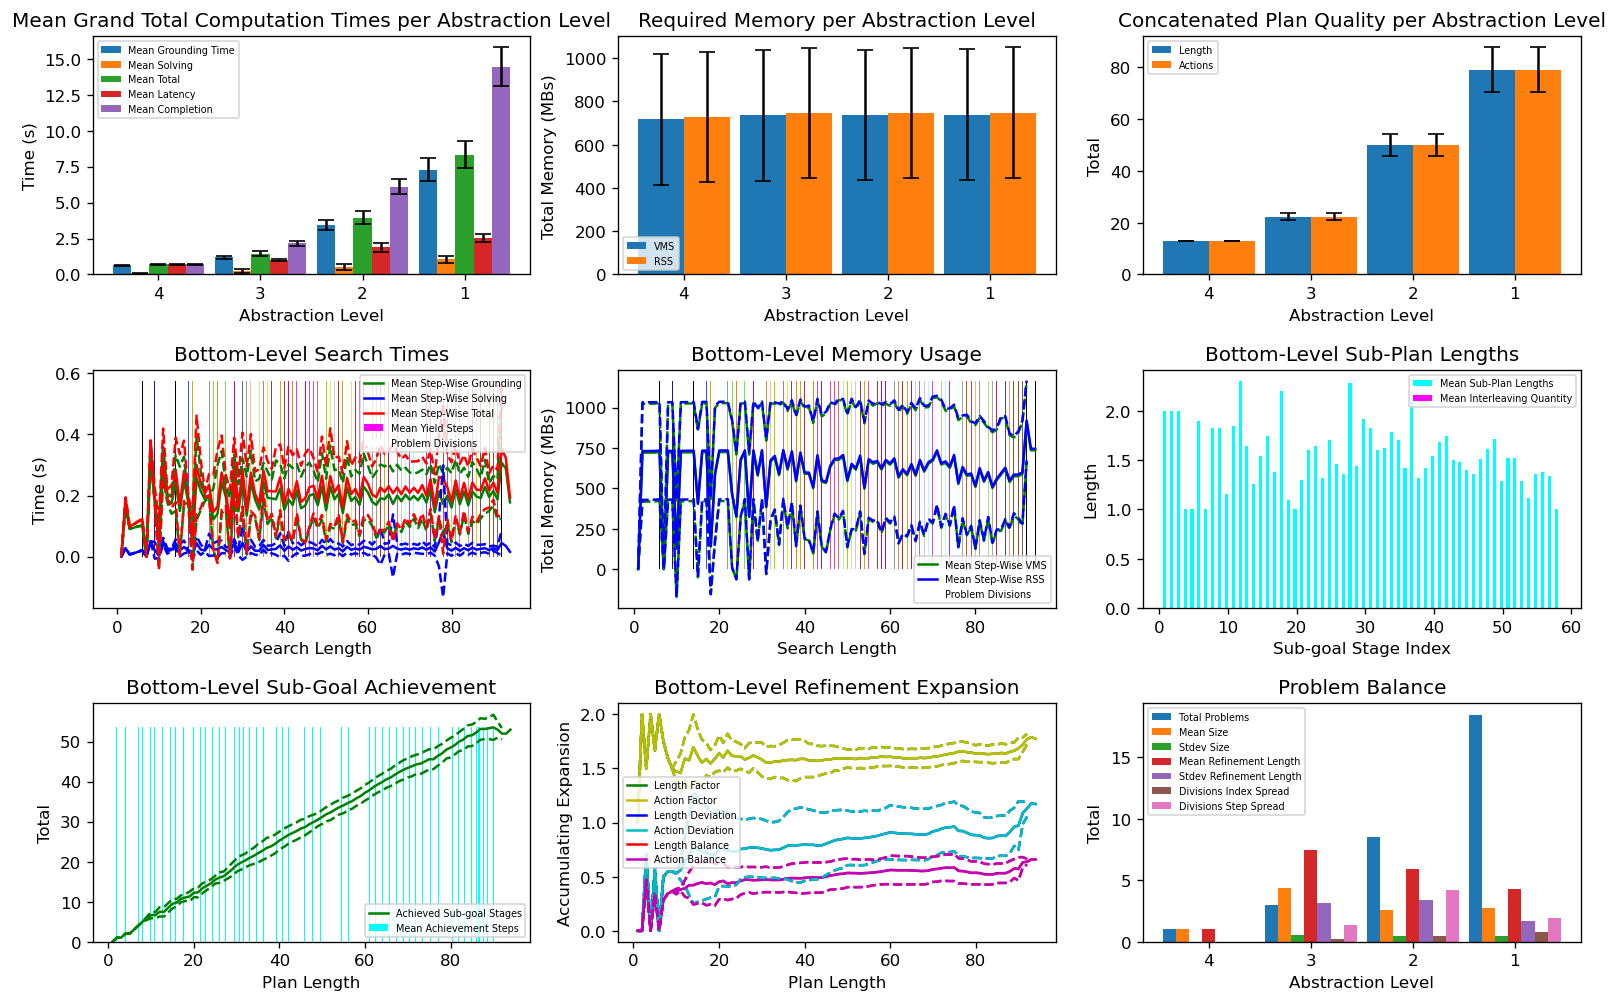 Mean Grand Total Computation Times per Abstraction Level
Time (s)
15.0
12.5
10.0
7.5
5.0
2.5
0.0
Mean Grounding Time
Mean Solving
Mean Total
Mean Latency
Mean Completion
4 3 2 1
Abstraction Level
Required Memory per Abstraction Level
Total Memory (MBs)
1000
800
600
400
200
0
VMS
RSS
4 3 2 1
Abstraction Level
Concatenated Plan Quality per Abstraction Level
Total
80
60
40
20
0
Length
Actions
4 3 2 1
Abstraction Level
Bottom-Level Search Times
Time (s)
0.6
0.4
0.2
0.0
Mean Step-Wise Grounding
Mean Step-Wise Solving
Mean Step-Wise Total
Mean Yield Steps
Problem Divisions
0 20 40 60 80
Search Length
Bottom-Level Memory Usage
Total Memory (MBs)
1000
750
500
250
0
Mean Step-Wise VMS
Mean Step-Wise RSS
Problem Divisions
0 20 40 60 80
Search Length
Bottom-Level Sub-Plan Lengths
Length
2.0
1.5
1.0
0.5
0.0
Mean Sub-Plan Lengths
Mean Interleaving Quantity
0 10 20 30 40 50 60
Sub-goal Stage Index
Bottom-Level Sub-Goal Achievement
Total
50
40
30
20
10
0
Achieved Sub-goal Stages
Mean Achievement Steps
0 20 40 60 80
Plan Length
Bottom-Level Refinement Expansion
Accumulating Expansion
2.0
1.5
1.0
0.5
0.0
Length Factor
Action Factor
Length Deviation
Action Deviation
Length Balance
Action Balance
0 20 40 60 80
Plan Length
Problem Balance
Total
15
10
5
0
Total Problems
Mean Size
Stdev Size
Mean Refinement Length
Stdev Refinement Length
Divisions Index Spread
Divisions Step Spread
4 3 2 1
Abstraction Level